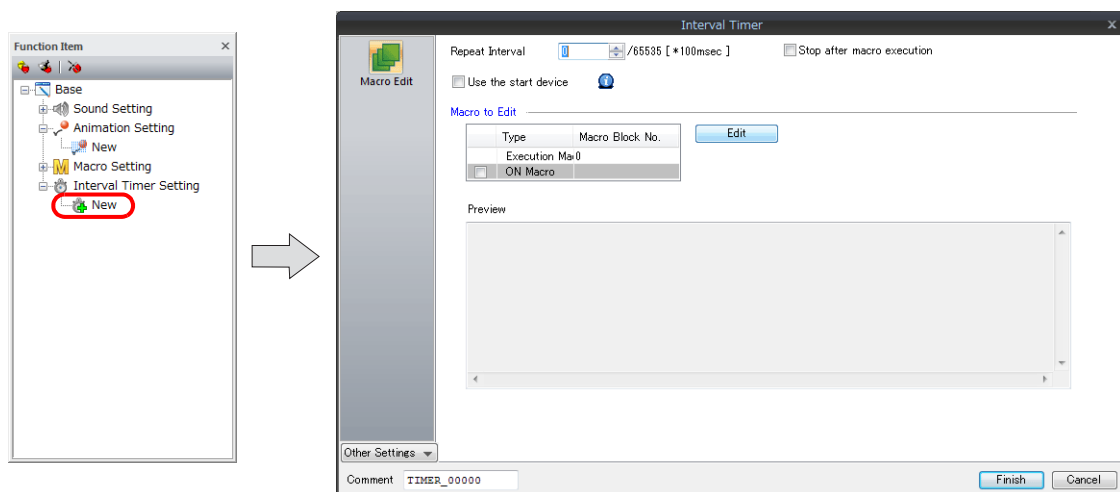 Function Item
Base
Sound Setting
Animation Setting
New
Macro Setting
Interval Timer Setting
New
Interval Timer
Macro Edit
Repeat Interval 0 /65535 [ *100msec ] Stop after macro execution
Use the start device
Macro to Edit
Type Macro Block No. Edit
Execution Ma 0
ON Macro
Preview
Other Settings
Comment TIMER_00000 Finish Cancel